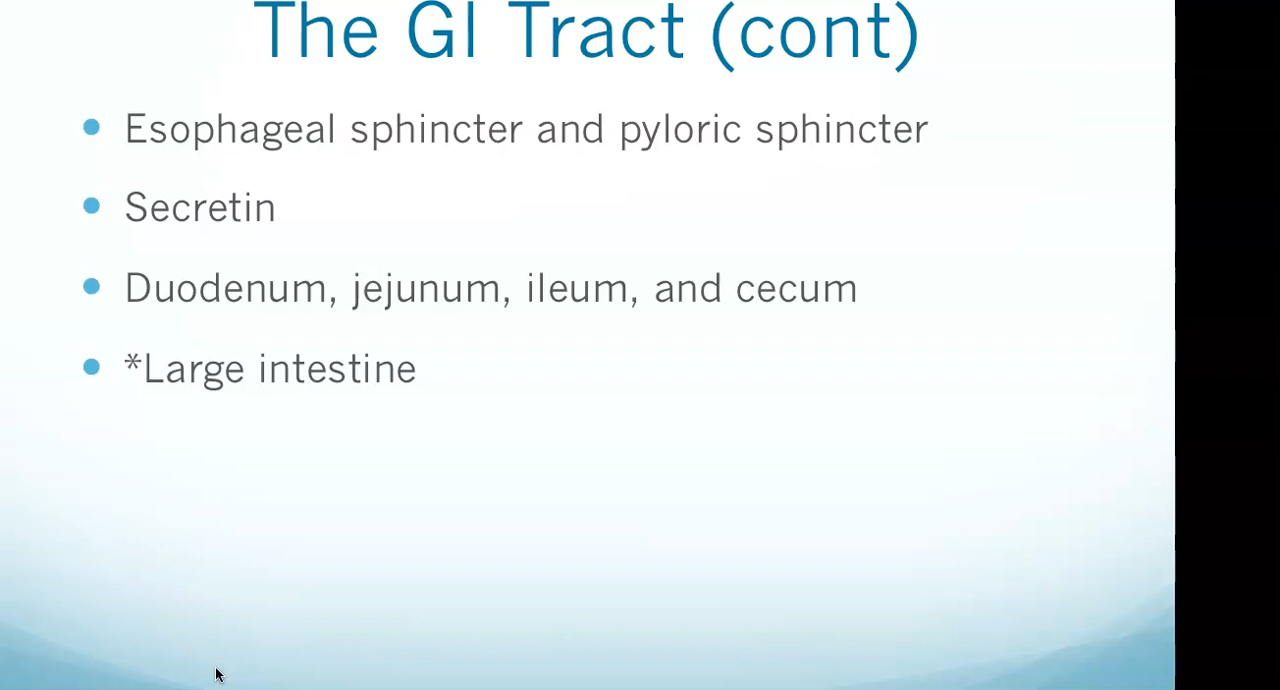 The GI Tract (cont)
• Esophageal sphincter and pyloric sphincter
• Secretin
• Duodenum, jejunum, ileum, and cecum
• *Large intestine